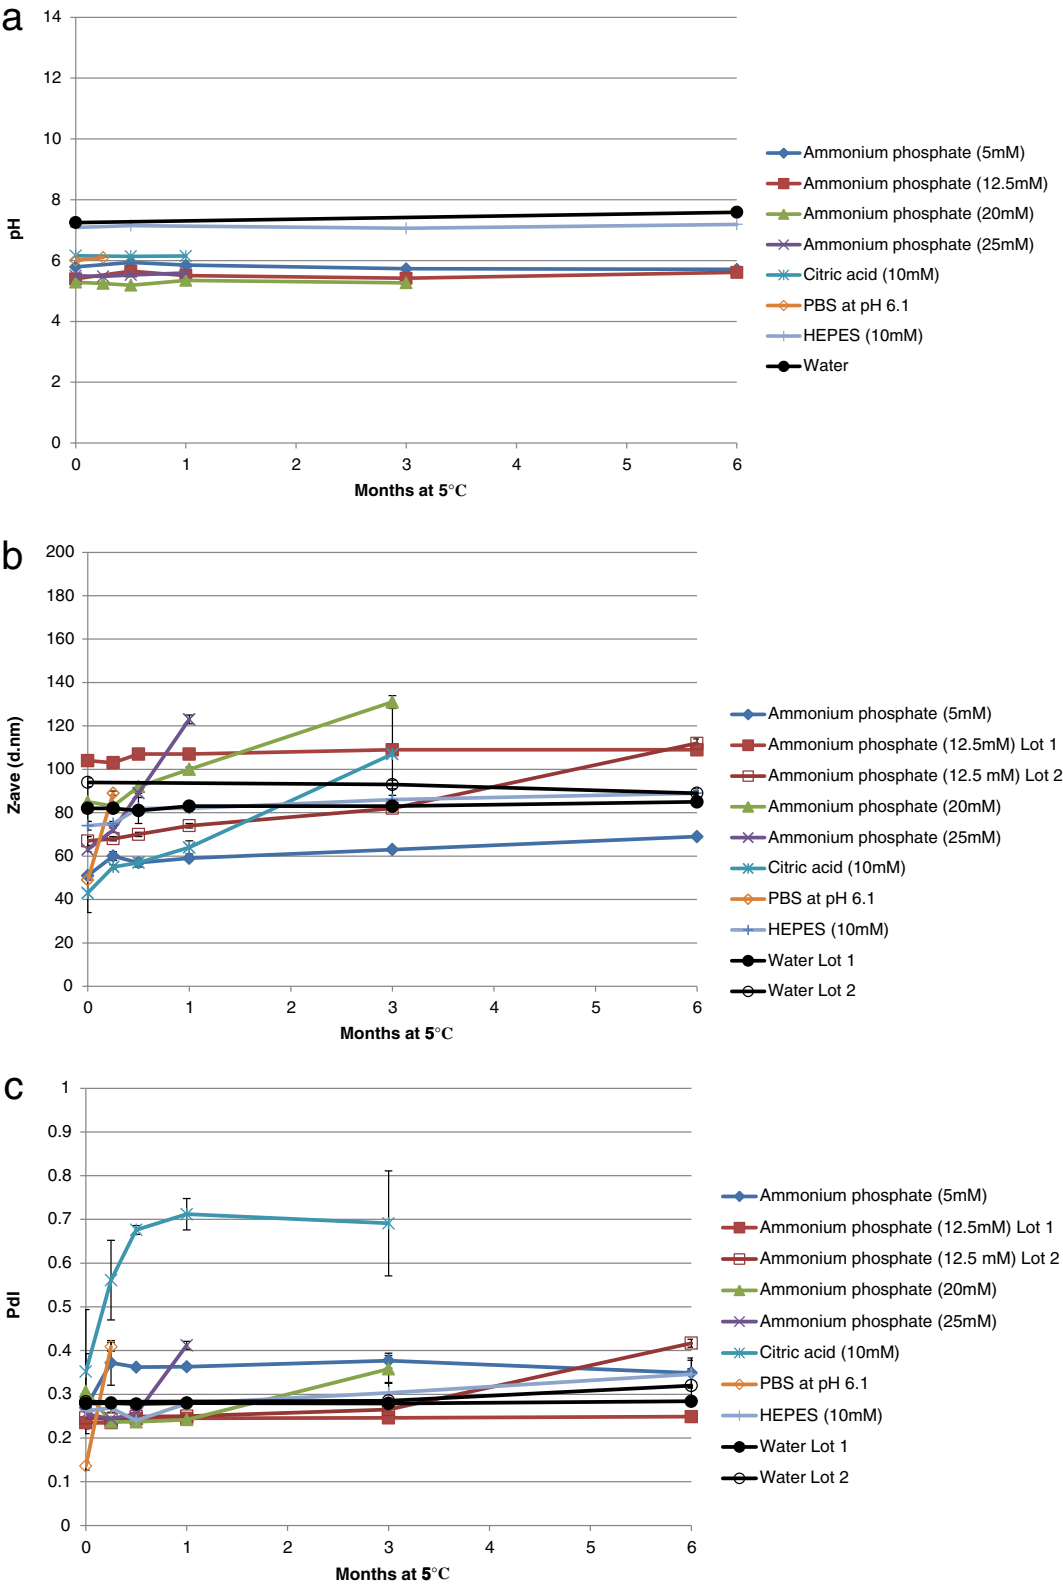 a
14
12
10
8
6
4
2
0
pH
0 1 2 3 4 5 6
Months at 5°C
Ammonium phosphate (5mM)
Ammonium phosphate (12.5mM)
Ammonium phosphate (20mM)
Ammonium phosphate (25mM)
Citric acid (10mM)
PBS at pH 6.1
HEPES (10mM)
Water
b
200
180
160
140
120
100
80
60
40
20
0
Z-ave (d.nm)
0 1 2 3 4 5 6
Months at 5°C
Ammonium phosphate (5mM)
Ammonium phosphate (12.5mM) Lot 1
Ammonium phosphate (12.5 mM) Lot 2
Ammonium phosphate (20mM)
Ammonium phosphate (25mM)
Citric acid (10mM)
PBS at pH 6.1
HEPES (10mM)
Water Lot 1
Water Lot 2
c
1
0.9
0.8
0.7
0.6
0.5
0.4
0.3
0.2
0.1
0
PdI
0 1 2 3 4 5 6
Months at 5°C
Ammonium phosphate (5mM)
Ammonium phosphate (12.5mM) Lot 1
Ammonium phosphate (12.5 mM) Lot 2
Ammonium phosphate (20mM)
Ammonium phosphate (25mM)
Citric acid (10mM)
PBS at pH 6.1
HEPES (10mM)
Water Lot 1
Water Lot 2